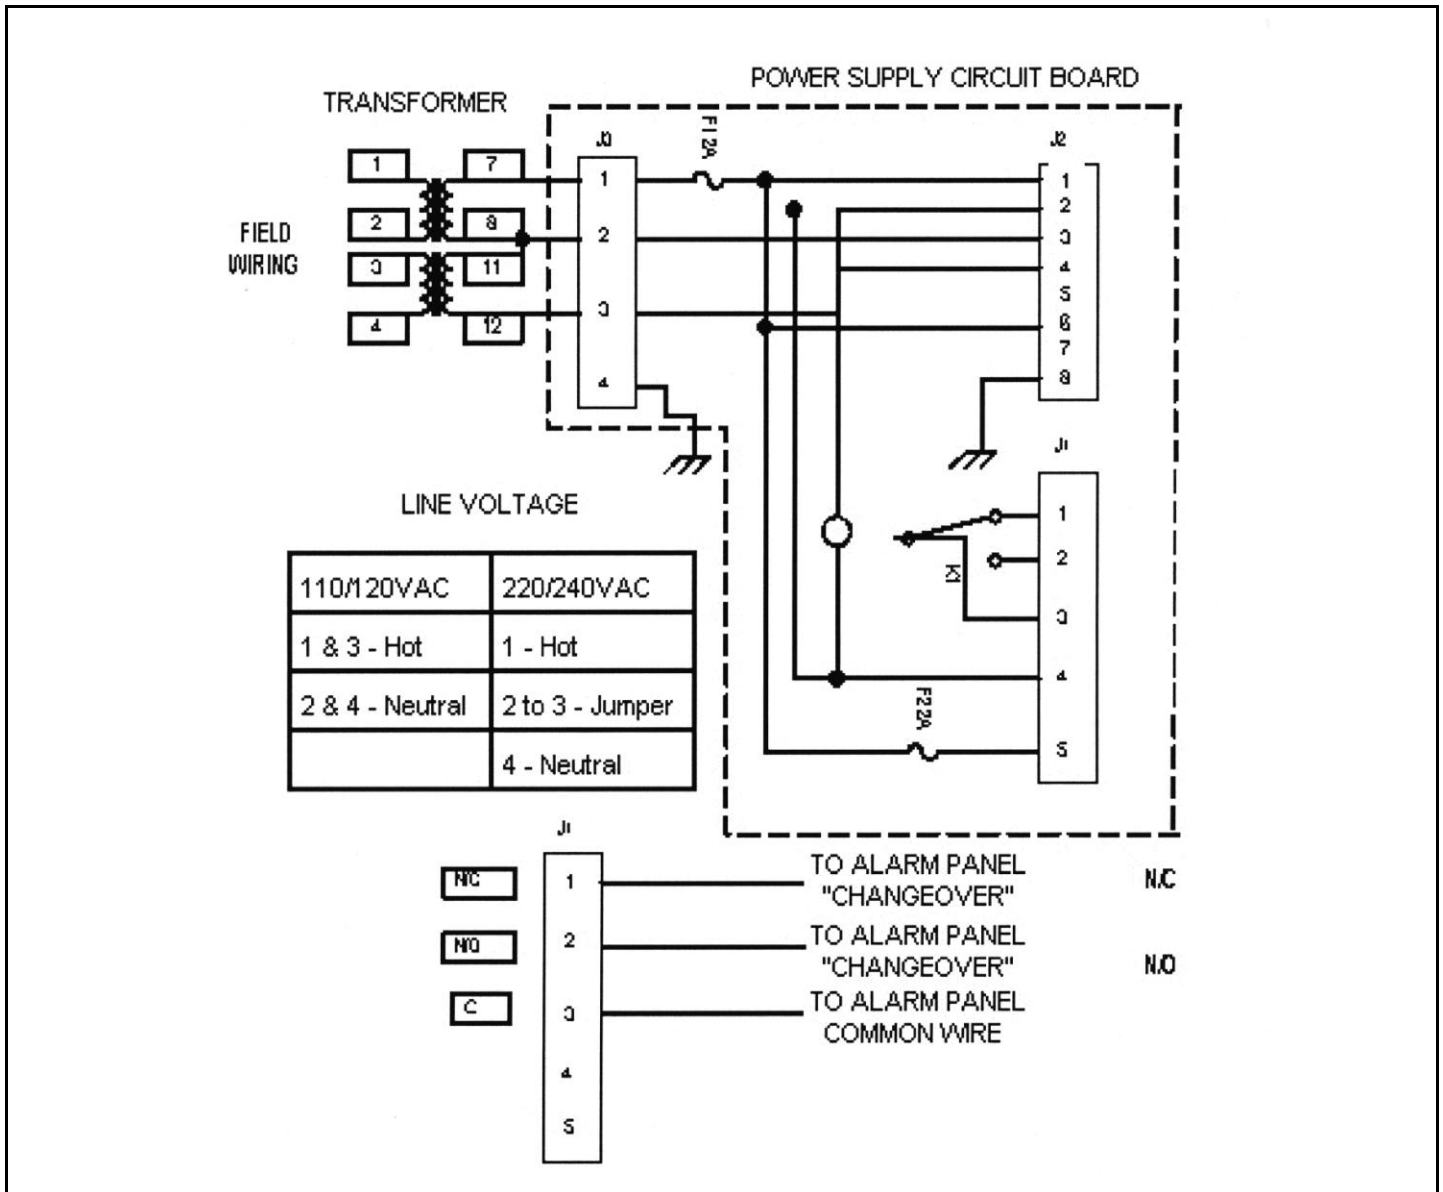 POWER SUPPLY CIRCUIT BOARD
TRANSFORMER
FIELD
WIRING
1
2
3
4
7
8
11
12
J3
1
2
3
4
F1 2A
J2
1
2
3
4
5
6
7
8
J1
1
2
3
4
5
K1
F2 2A
LINE VOLTAGE
110/120VAC 220/240VAC
1 & 3 - Hot 1 - Hot
2 & 4 - Neutral 2 to 3 - Jumper
4 - Neutral
J1
N/C 1 TO ALARM PANEL
"CHANGEOVER" N/C
N/O 2 TO ALARM PANEL
"CHANGEOVER" N/O
C 3 TO ALARM PANEL
COMMON WIRE
4
5